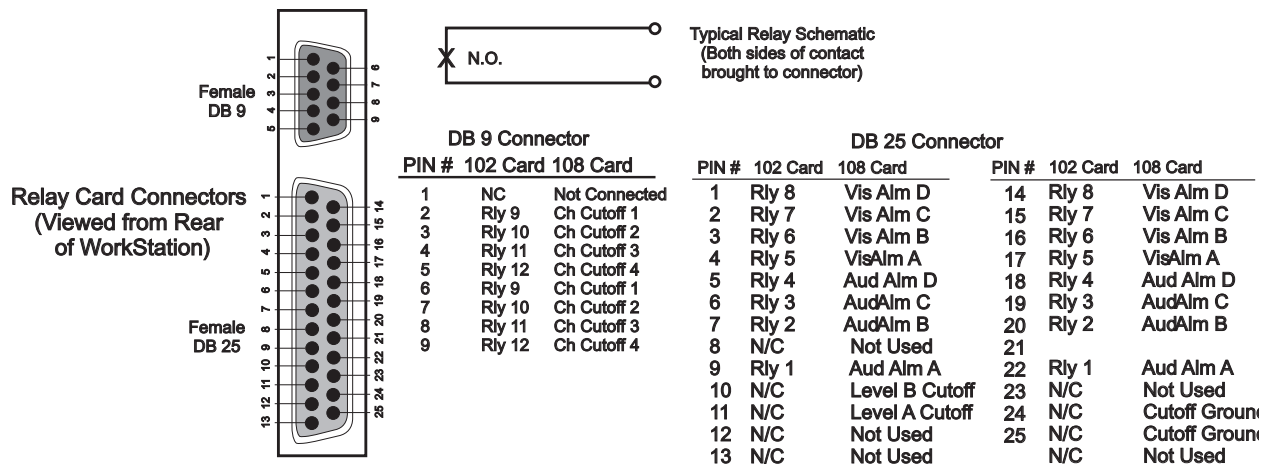 Female
DB 9
1
2
3
4
5
6
7
8
9
Relay Card Connectors
(Viewed from Rear
of WorkStation)
Female
DB 25
1
2
3
4
5
6
7
8
9
10
11
12
13
14
15
16
17
18
19
20
21
22
23
24
25
X N.O.
Typical Relay Schematic
(Both sides of contact
brought to connector)
DB 9 Connector
PIN # 102 Card 108 Card
1 NC Not Connected
2 Rly 9 Ch Cutoff 1
3 Rly 10 Ch Cutoff 2
4 Rly 11 Ch Cutoff 3
5 Rly 12 Ch Cutoff 4
6 Rly 9 Ch Cutoff 1
7 Rly 10 Ch Cutoff 2
8 Rly 11 Ch Cutoff 3
9 Rly 12 Ch Cutoff 4
DB 25 Connector
PIN # 102 Card 108 Card
1 Rly 8 Vis Alm D
2 Rly 7 Vis Alm C
3 Rly 6 Vis Alm B
4 Rly 5 VisAlm A
5 Rly 4 Aud Alm D
6 Rly 3 AudAlm C
7 Rly 2 AudAlm B
8 N/C Not Used
9 Rly 1 Aud Alm A
10 N/C Level B Cutoff
11 N/C Level A Cutoff
12 N/C Not Used
13 N/C Not Used
PIN # 102 Card 108 Card
14 Rly 8 Vis Alm D
15 Rly 7 Vis Alm C
16 Rly 6 Vis Alm B
17 Rly 5 VisAlm A
18 Rly 4 Aud Alm D
19 Rly 3 AudAlm C
20 Rly 2 AudAlm B
21
22 Rly 1 Aud Alm A
23 N/C Not Used
24 N/C Cutoff Groun
25 N/C Cutoff Groun
N/C Not Used